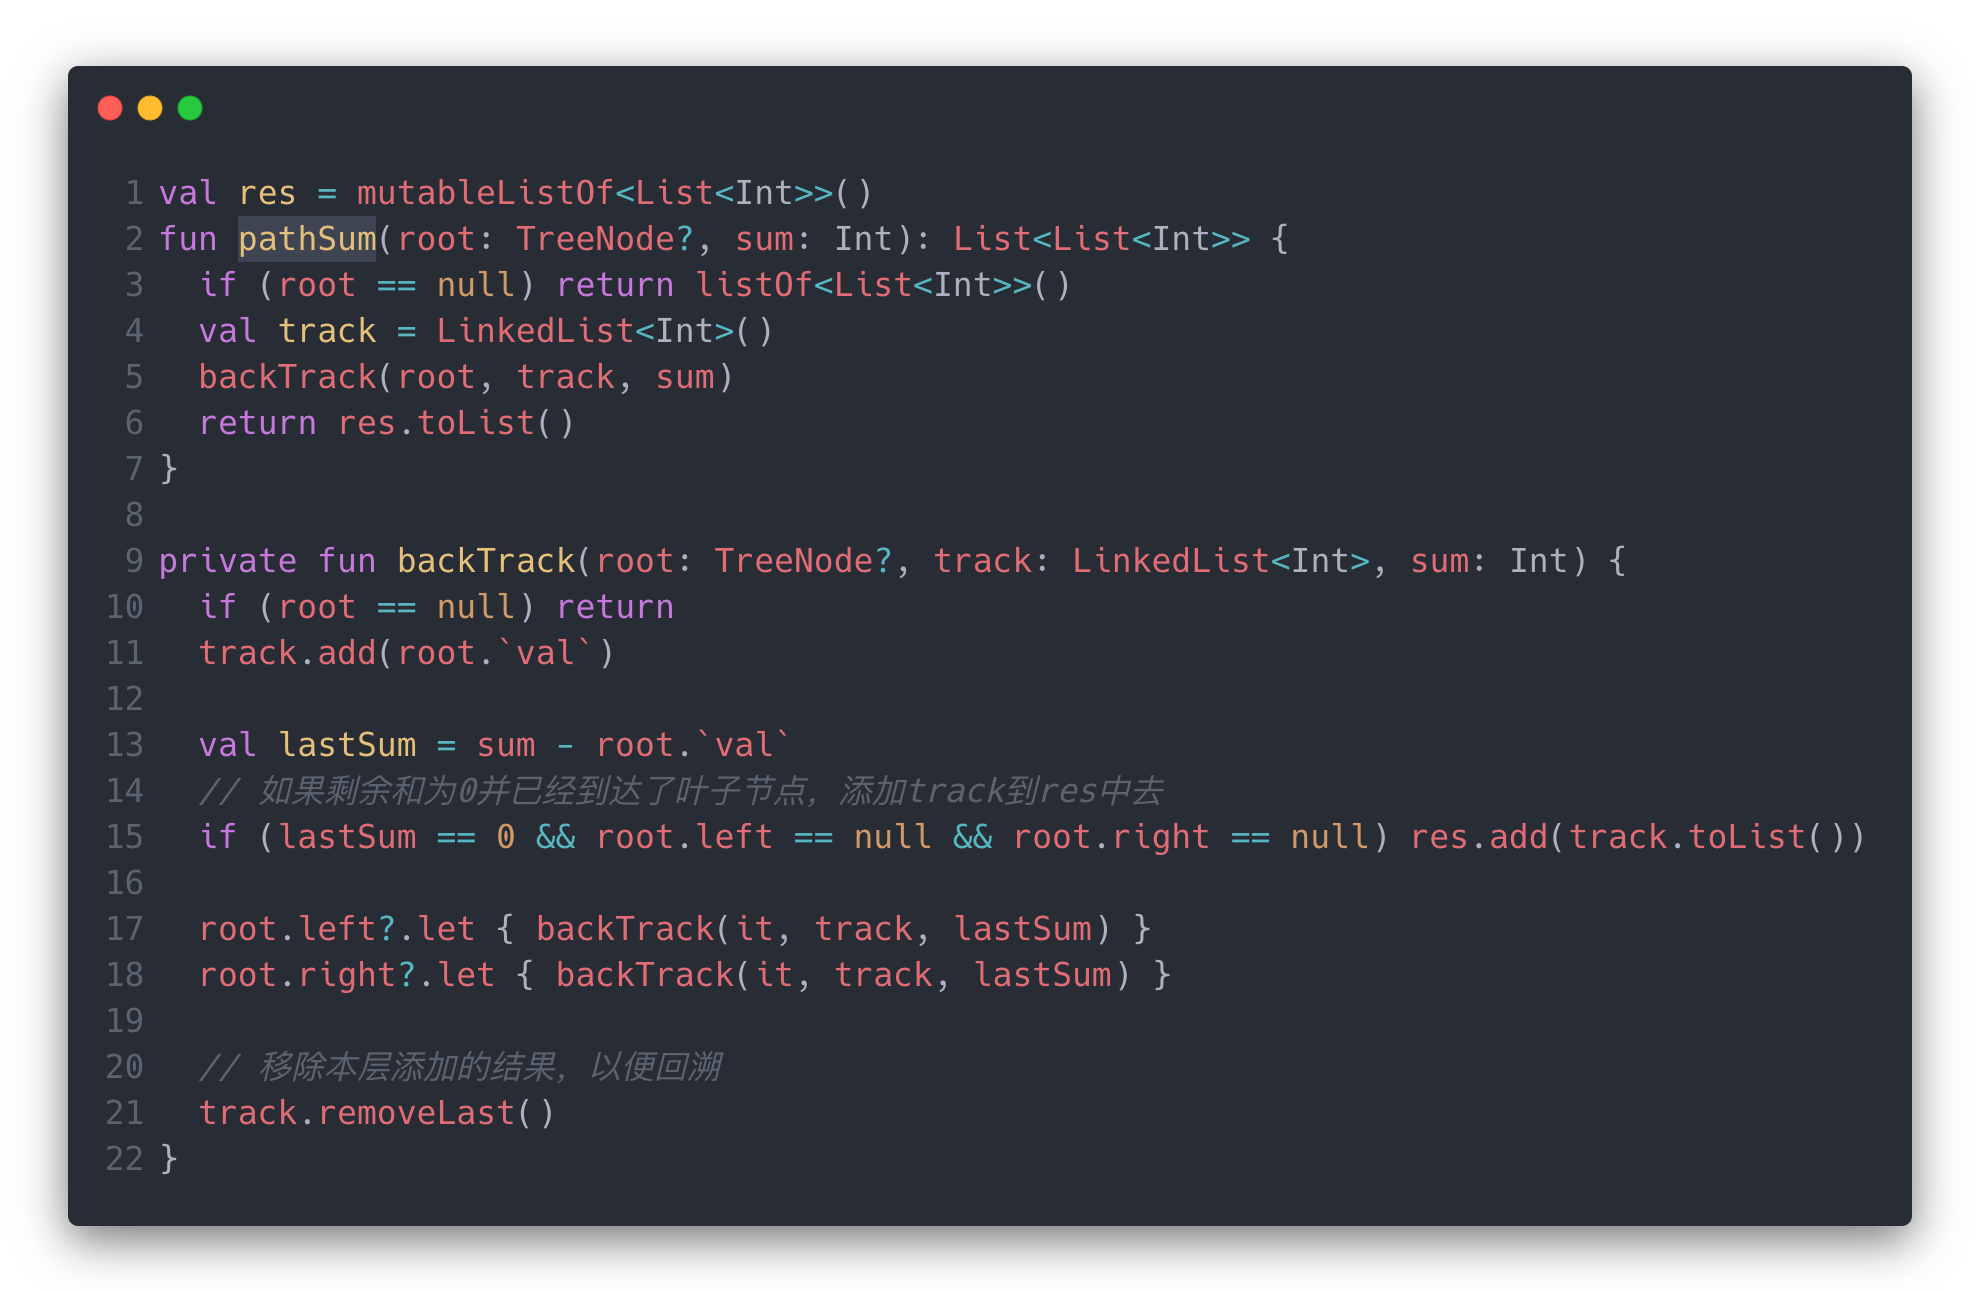 1 val res = mutableListOf<List<Int>>()
2 fun pathSum(root: TreeNode?, sum: Int): List<List<Int>> {
3   if (root == null) return listOf<List<Int>>()
4   val track = LinkedList<Int>()
5   backTrack(root, track, sum)
6   return res.toList()
7 }
8
9 private fun backTrack(root: TreeNode?, track: LinkedList<Int>, sum: Int) {
10   if (root == null) return
11   track.add(root.`val`)
12
13   val lastSum = sum - root.`val`
14   // 如果剩余和为0并已经到达了叶子节点，添加track到res中去
15   if (lastSum == 0 && root.left == null && root.right == null) res.add(track.toList())
16
17   root.left?.let { backTrack(it, track, lastSum) }
18   root.right?.let { backTrack(it, track, lastSum) }
19
20   // 移除本层添加的结果，以便回溯
21   track.removeLast()
22 }